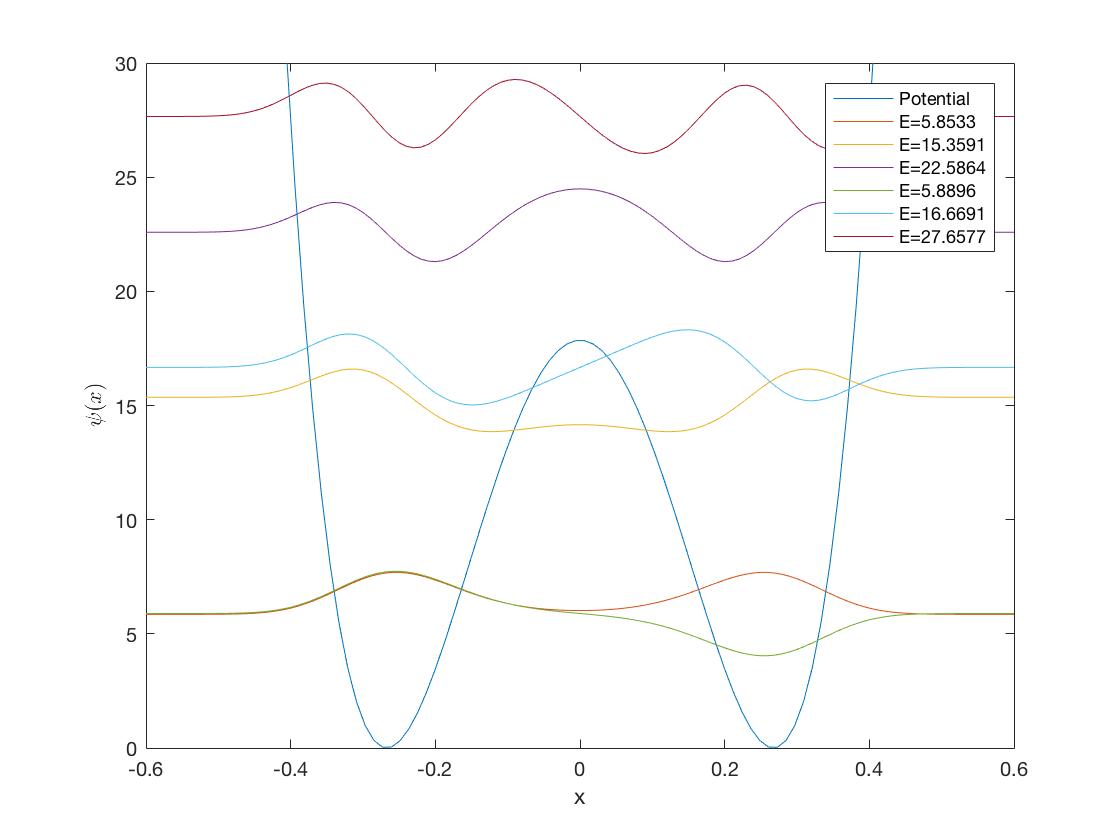 30
25
20
15
10
5
0
ψ(x)
-0.6 -0.4 -0.2 0 0.2 0.4 0.6
x
Potential
E=5.8533
E=15.3591
E=22.5864
E=5.8896
E=16.6691
E=27.6577